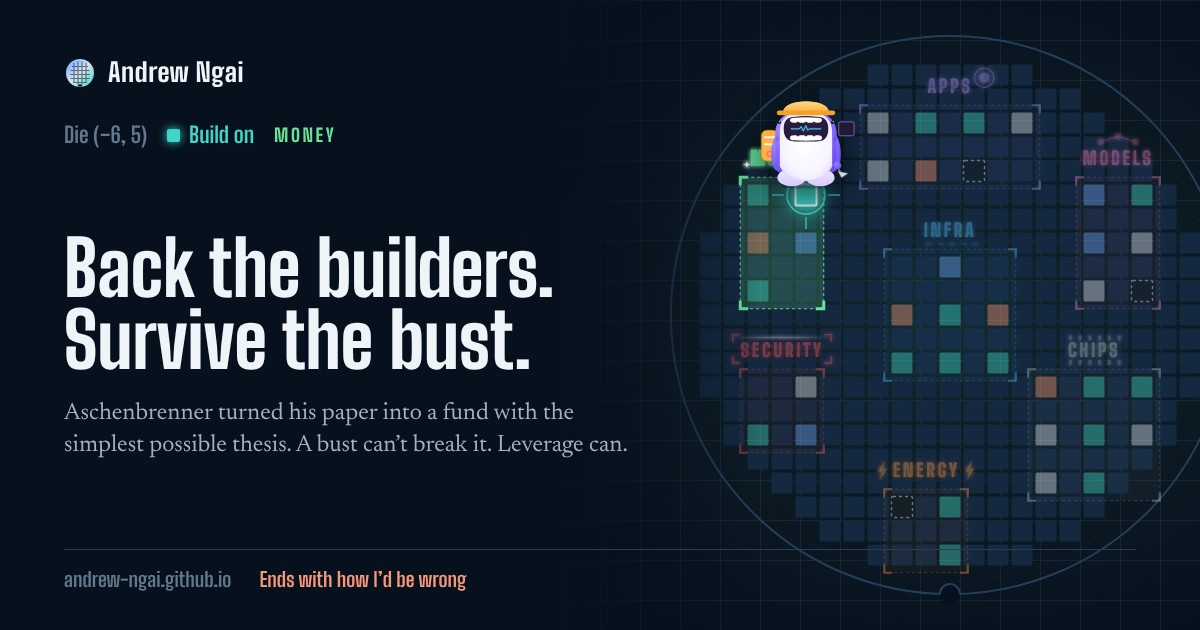 Andrew Ngai
Die (−6, 5) Build on MONEY
Back the builders.
Survive the bust.
Aschenbrenner turned his paper into a fund with the
simplest possible thesis. A bust can’t break it. Leverage can.
andrew-ngai.github.io Ends with how I’d be wrong
APPS
MODELS
INFRA
SECURITY
CHIPS
ENERGY